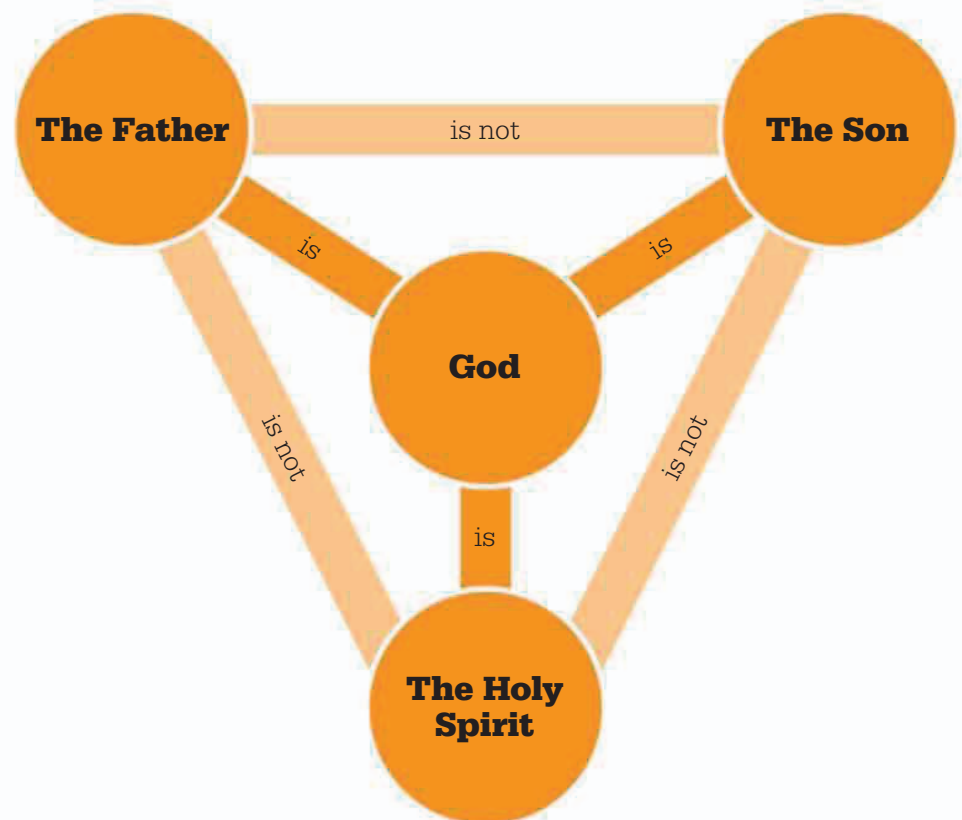 The Father
is not
The Son
is
is
God
is not
is not
is
The Holy
Spirit